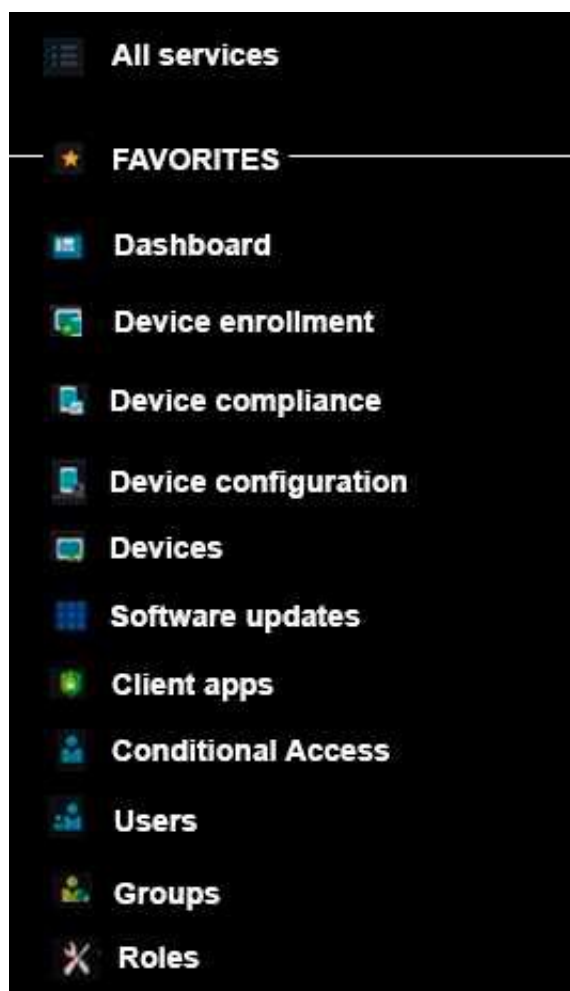 All services
FAVORITES
Dashboard
Device enrollment
Device compliance
Device configuration
Devices
Software updates
Client apps
Conditional Access
Users
Groups
Roles